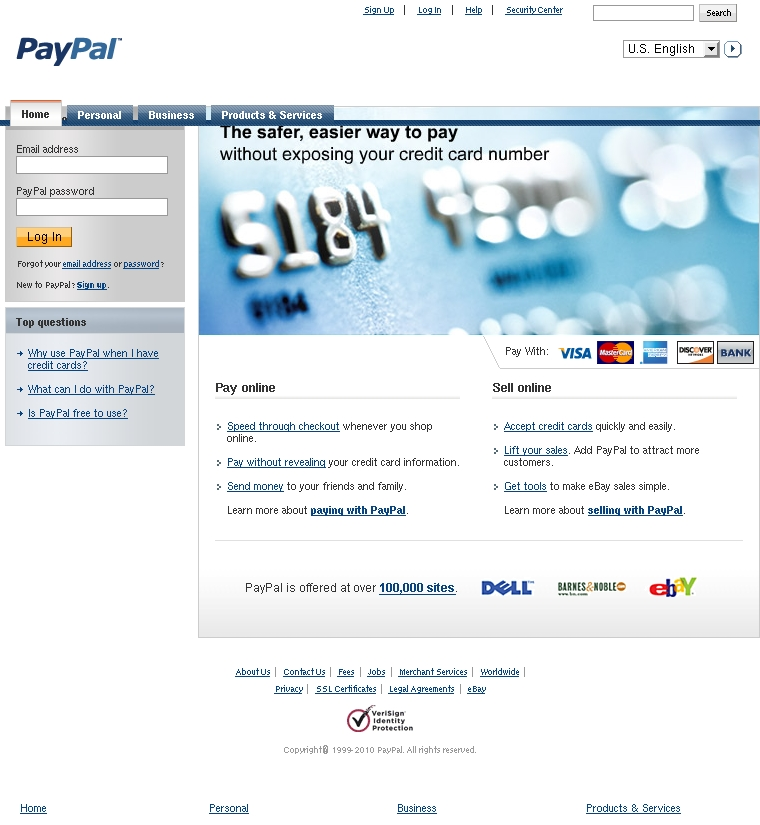 Sign Up | Log In | Help | Security Center
Search
PayPal™
U.S. English
Home
Personal
Business
Products & Services
Email address
PayPal password
Log In
Forgot your email address or password?
New to PayPal? Sign up.
Top questions
Why use PayPal when I have
credit cards?
What can I do with PayPal?
Is PayPal free to use?
The safer, easier way to pay
without exposing your credit card number
5184
5184
Pay With:
VISA
MasterCard
DISCOVER
BANK
Pay online
Speed through checkout whenever you shop
online.
Pay without revealing your credit card information.
Send money to your friends and family.
Learn more about paying with PayPal.
Sell online
Accept credit cards quickly and easily.
Lift your sales. Add PayPal to attract more
customers.
Get tools to make eBay sales simple.
Learn more about selling with PayPal.
PayPal is offered at over 100,000 sites.
DELL™
BARNES&NOBLE
www.bn.com
ebaY
About Us | Contact Us | Fees | Jobs | Merchant Services | Worldwide |
Privacy | SSL Certificates | Legal Agreements | eBay
VeriSign
Identity
Protection
Copyright 1999-2010 PayPal. All rights reserved.
Home
Personal
Business
Products & Services